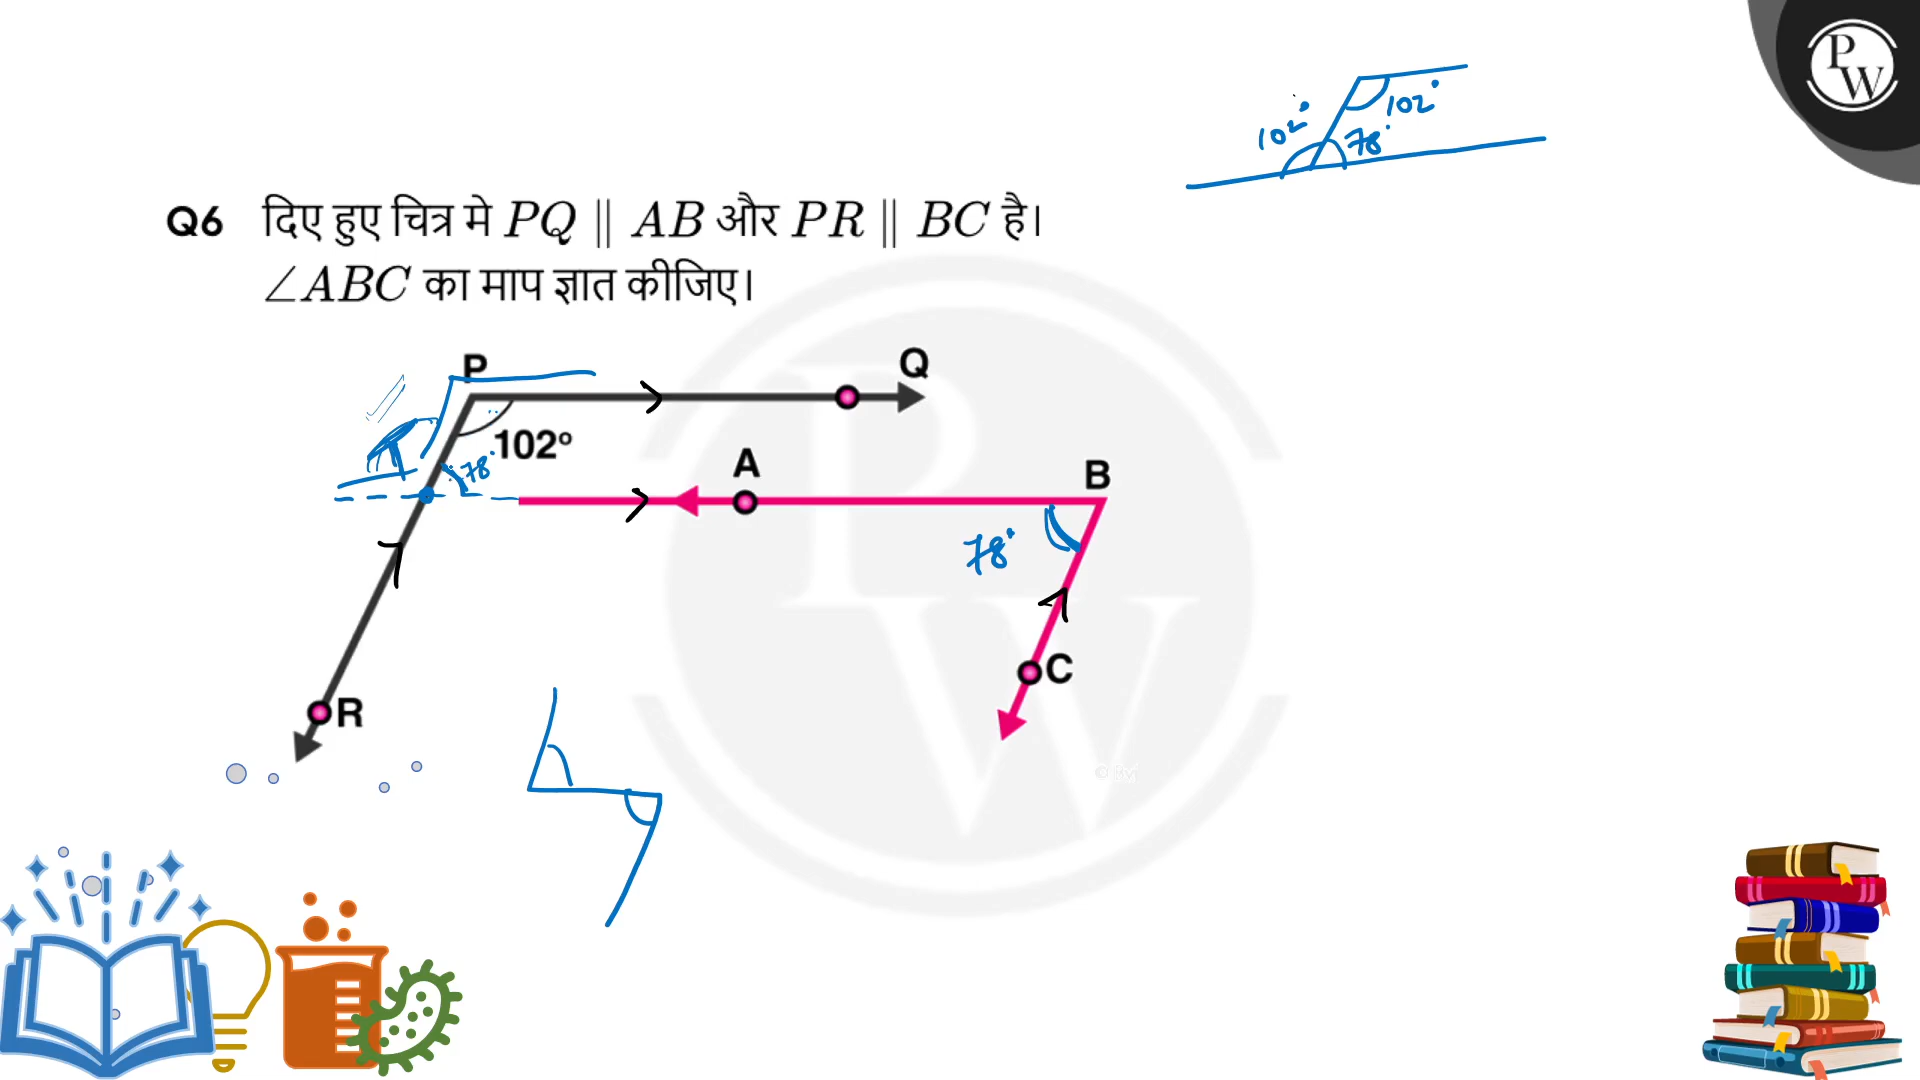 P
W
102°
102°
78°
Q6 दिए हुए चित्र मे PQ || AB और PR || BC है।
∠ABC का माप ज्ञात कीजिए।
P
Q
102°
78°
A
B
78°
C
R